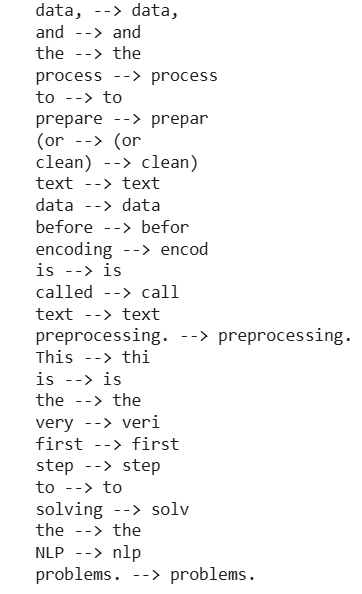 data, --> data,
and --> and
the --> the
process --> process
to --> to
prepare --> prepar
(or --> (or
clean) --> clean)
text --> text
data --> data
before --> befor
encoding --> encod
is --> is
called --> call
text --> text
preprocessing. --> preprocessing.
This --> thi
is --> is
the --> the
very --> veri
first --> first
step --> step
to --> to
solving --> solv
the --> the
NLP --> nlp
problems. --> problems.